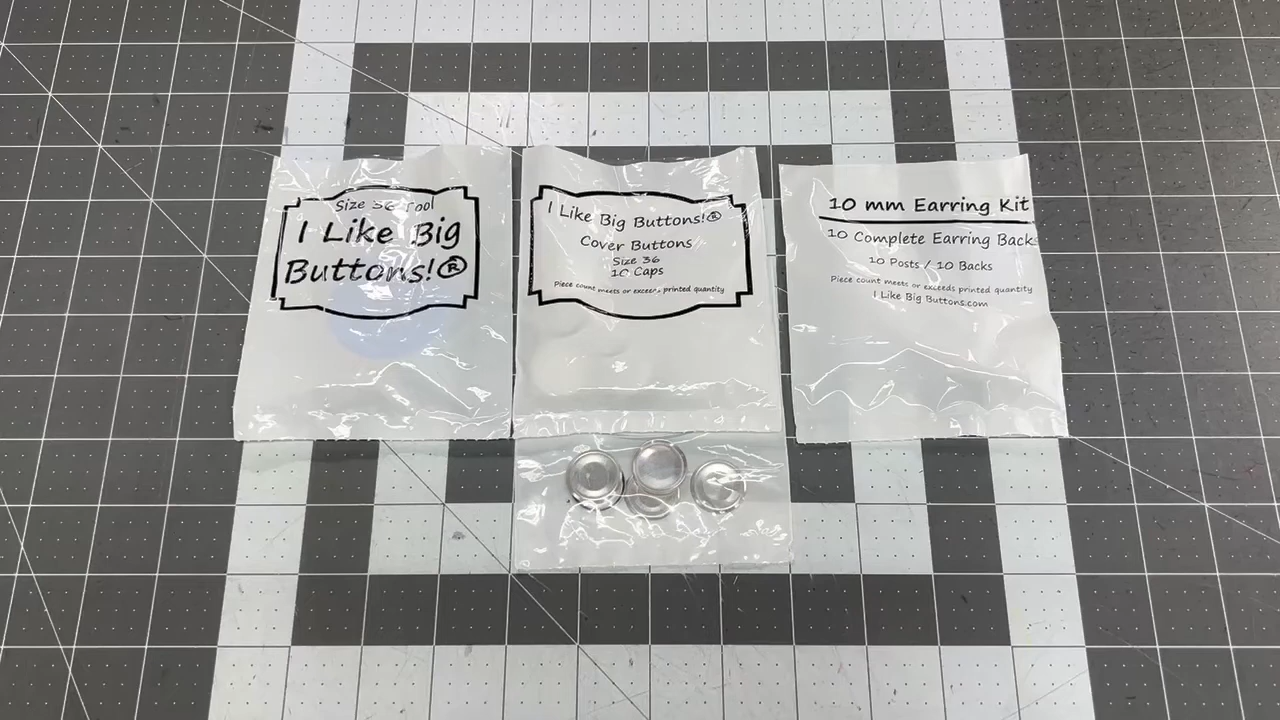 Size 36 Tool
I Like Big
Buttons!®
I Like Big Buttons!®
Cover Buttons
Size 36
10 Caps
Piece count meets or exceeds printed quantity
10 mm Earring Kit
10 Complete Earring Backs
10 Posts / 10 Backs
Piece count meets or exceeds printed quantity
I Like Big Buttons.com